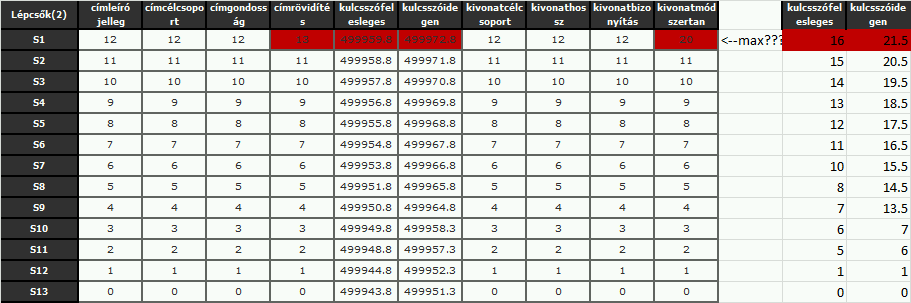 Lépcsők(2) címleíró jelleg címcélcsoport címgondosság címrövidítés kulcsszófelesleges kulcsszóidegen kivonatcélcsoport kivonathossz kivonatbizonyítás kivonatmódszertan kulcsszófelesleges kulcsszóidegen
S1 12 12 12 13 499959.8 499972.8 12 12 12 20 <--max??? 16 21.5
S2 11 11 11 11 499958.8 499971.8 11 11 11 11 15 20.5
S3 10 10 10 10 499957.8 499970.8 10 10 10 10 14 19.5
S4 9 9 9 9 499956.8 499969.8 9 9 9 9 13 18.5
S5 8 8 8 8 499955.8 499968.8 8 8 8 8 12 17.5
S6 7 7 7 7 499954.8 499967.8 7 7 7 7 11 16.5
S7 6 6 6 6 499953.8 499966.8 6 6 6 6 10 15.5
S8 5 5 5 5 499951.8 499965.8 5 5 5 5 8 14.5
S9 4 4 4 4 499950.8 499964.8 4 4 4 4 7 13.5
S10 3 3 3 3 499949.8 499958.3 3 3 3 3 6 7
S11 2 2 2 2 499948.8 499957.3 2 2 2 2 5 6
S12 1 1 1 1 499944.8 499952.3 1 1 1 1 1 1
S13 0 0 0 0 499943.8 499951.3 0 0 0 0 0 0